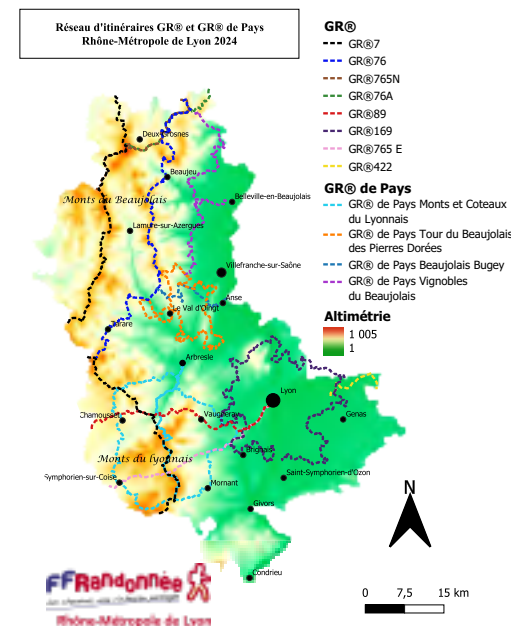 Réseau d'itinéraires GR® et GR® de Pays
Rhône-Métropole de Lyon 2024
GR®
GR®7
GR®76
GR®765N
GR®76A
GR®89
GR®169
GR®765 E
GR®422
GR® de Pays
GR® de Pays Monts et Coteaux
du Lyonnais
GR® de Pays Tour du Beaujolais
des Pierres Dorées
GR® de Pays Beaujolais Bugey
GR® de Pays Vignobles
du Beaujolais
Altimétrie
1 005
1
Deux-Grosnes
Beaujeu
Monts du Beaujolais
Belleville-en-Beaujolais
Lamure-sur-Azergues
Villefranche-sur-Saône
Anse
Le Val d'Oingt
Tarare
Arbresle
Lyon
Chamousset
Vaugneray
Genas
Monts du lyonnais
Brignais
Symphorien-sur-Coise
Saint-Symphorien-d'Ozon
Mornant
Givors
Condrieu
N
0 7,5 15 km
FFRandonnée
Rhône-Métropole de Lyon